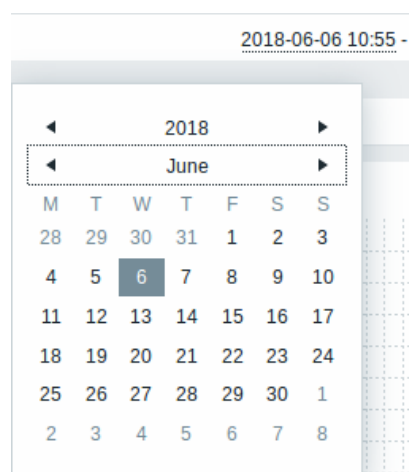 2018-06-06 10:55 -
2018
June
M T W T F S S
28 29 30 31 1 2 3
4 5 6 7 8 9 10
11 12 13 14 15 16 17
18 19 20 21 22 23 24
25 26 27 28 29 30 1
2 3 4 5 6 7 8